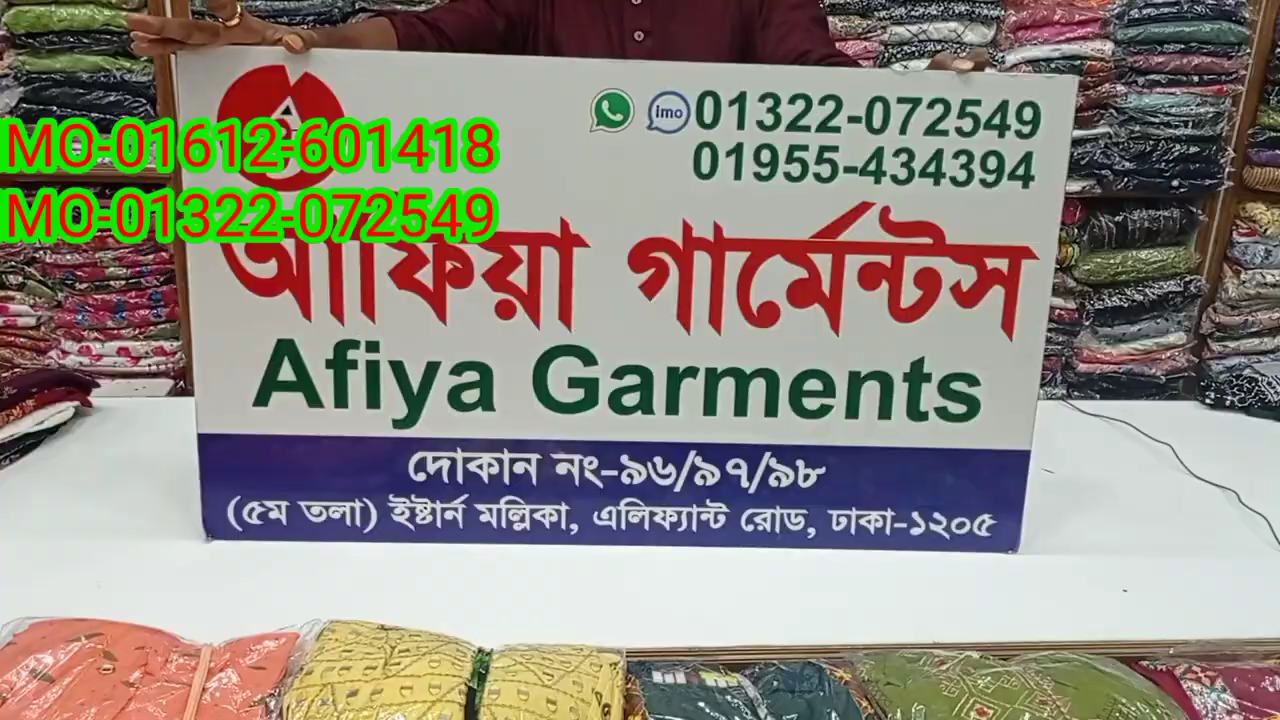 MO-01612-601418
MO-01322-072549
imo 01322-072549
01955-434394
আফিয়া গার্মেন্টস
Afiya Garments
দোকান নং-৯৬/৯৭/৯৮
(৫ম তলা) ইষ্টার্ন মল্লিকা, এলিফ্যান্ট রোড, ঢাকা-১২০৫